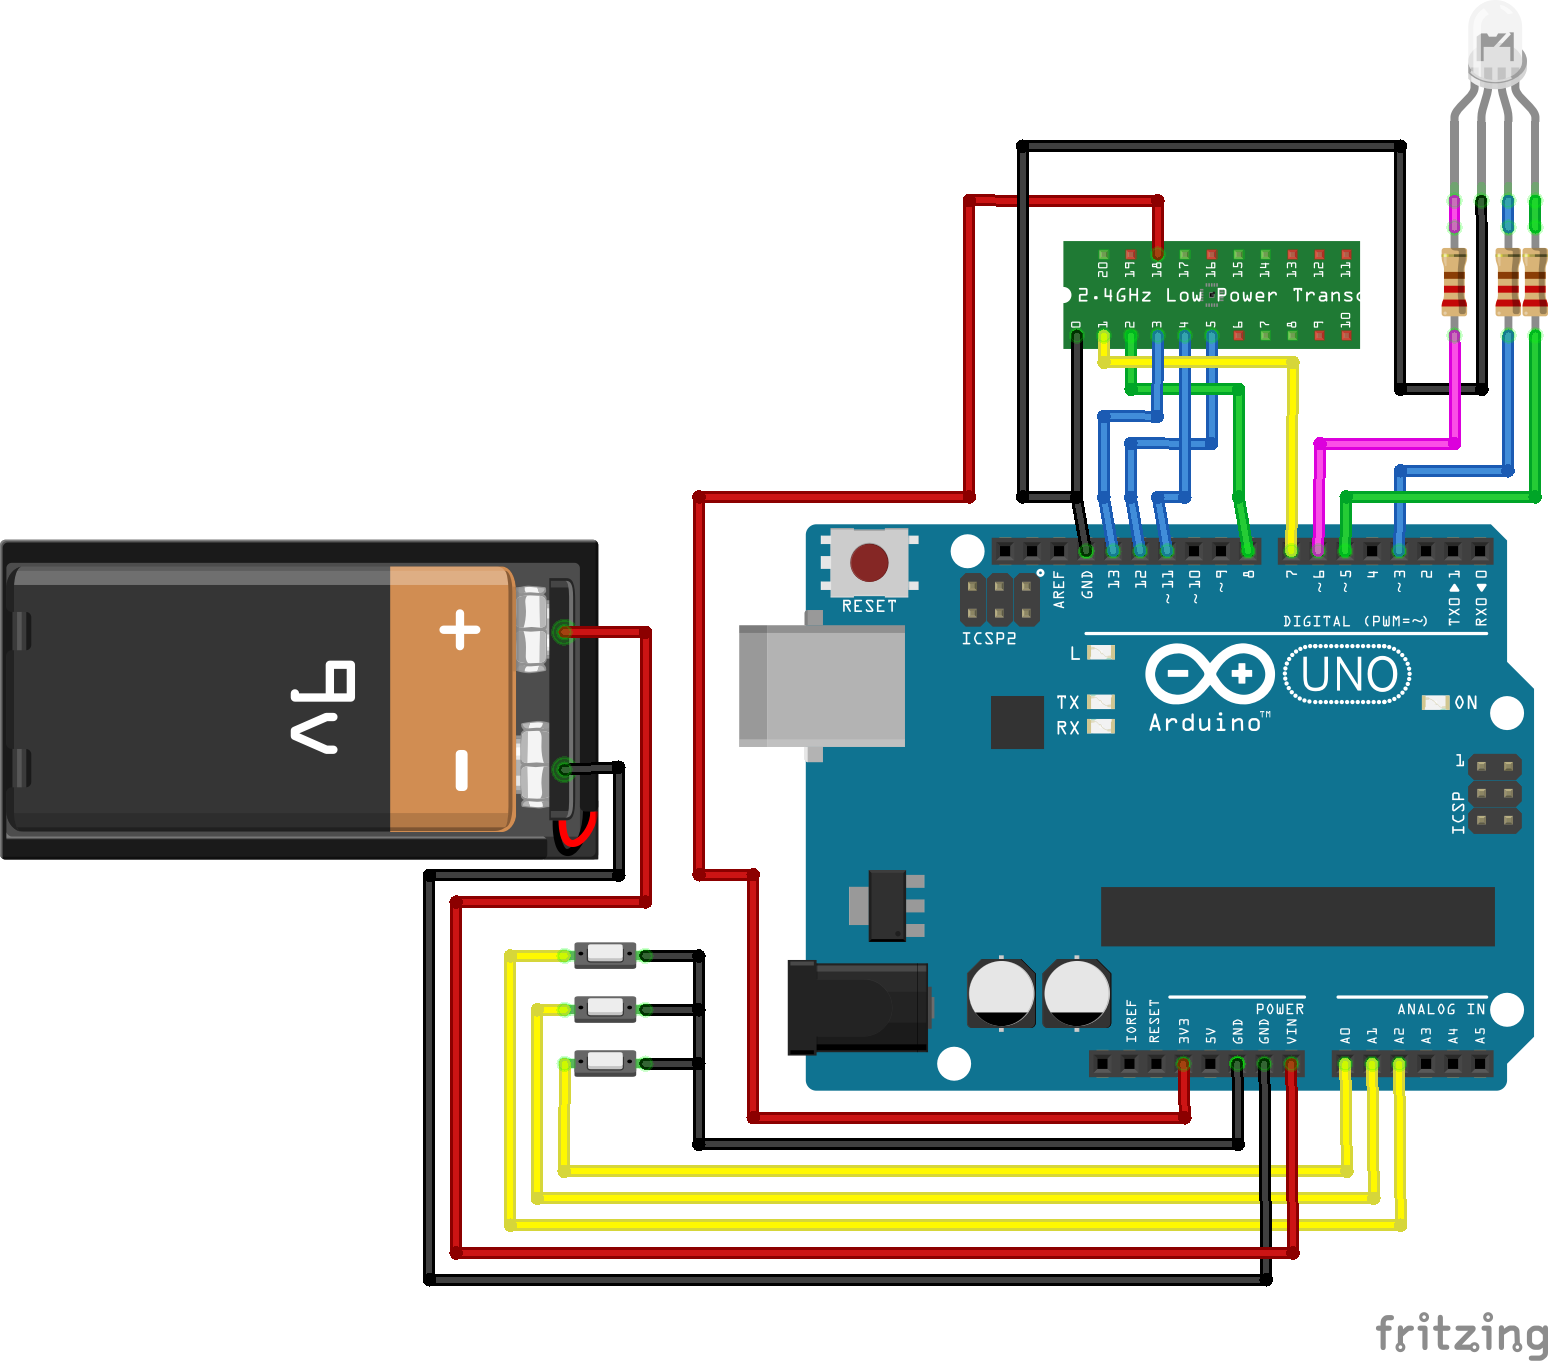 20 19 18 17 16 15 14 13 12 11
2.4GHz Low Power Transc
0 1 2 3 4 5 6 7 8 9 10
9V
+
-
RESET
ICSP2
AREF GND 13 12 ~11 ~10 ~9 8 7 ~6 ~5 4 ~3 2 TX0▶1 RX0◀0
DIGITAL (PWM=~)
L
TX
RX
Arduino™
UNO
ON
1
ICSP
POWER
ANALOG IN
IOREF RESET 3V3 5V GND GND VIN A0 A1 A2 A3 A4 A5
fritzing